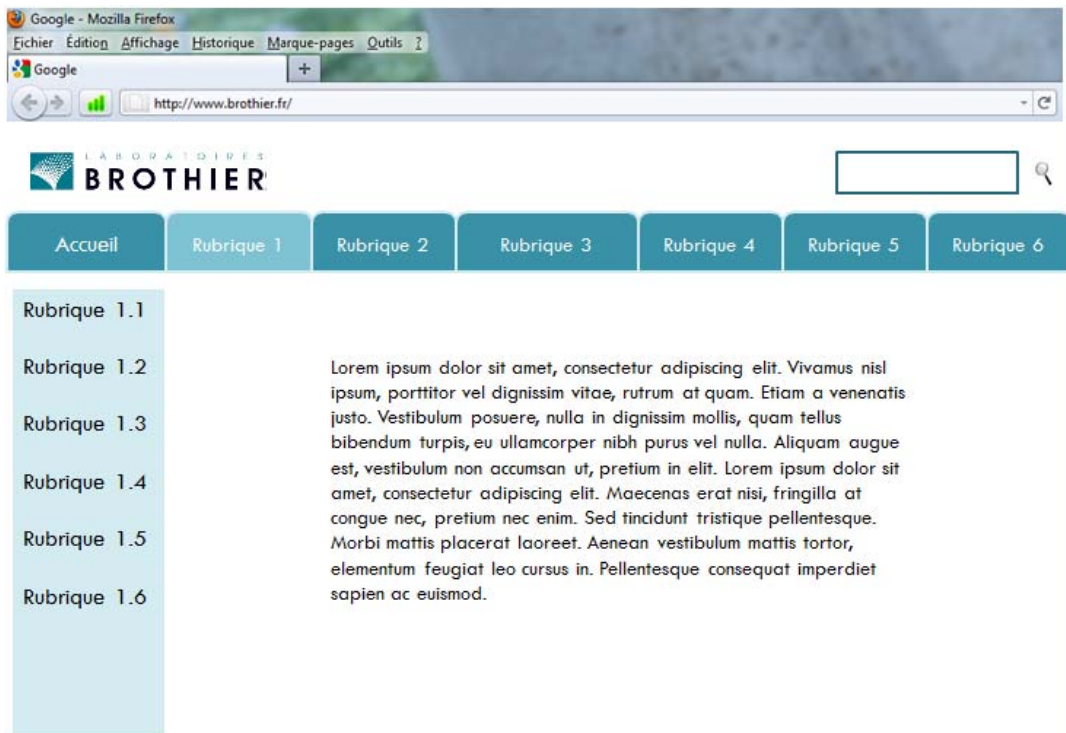 Google - Mozilla Firefox
Fichier Édition Affichage Historique Marque-pages Outils ?
Google +
http://www.brothier.fr/
LABORATOIRES
BROTHIER
Accueil Rubrique 1 Rubrique 2 Rubrique 3 Rubrique 4 Rubrique 5 Rubrique 6
Rubrique 1.1
Rubrique 1.2
Rubrique 1.3
Rubrique 1.4
Rubrique 1.5
Rubrique 1.6
Lorem ipsum dolor sit amet, consectetur adipiscing elit. Vivamus nisl
ipsum, porttitor vel dignissim vitae, rutrum at quam. Etiam a venenatis
justo. Vestibulum posuere, nulla in dignissim mollis, quam tellus
bibendum turpis, eu ullamcorper nibh purus vel nulla. Aliquam augue
est, vestibulum non accumsan ut, pretium in elit. Lorem ipsum dolor sit
amet, consectetur adipiscing elit. Maecenas erat nisi, fringilla at
congue nec, pretium nec enim. Sed tincidunt tristique pellentesque.
Morbi mattis placerat laoreet. Aenean vestibulum mattis tortor,
elementum feugiat leo cursus in. Pellentesque consequat imperdiet
sapien ac euismod.